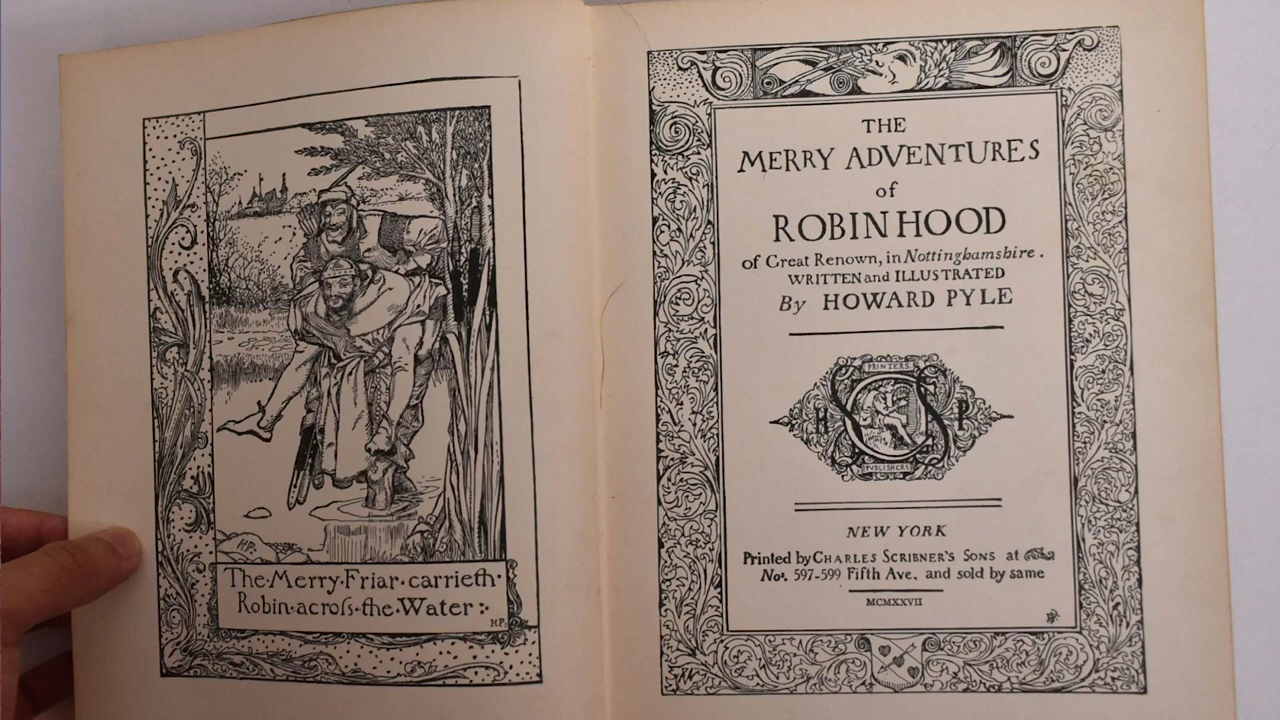 The·Merry·Friar·carrieth·
Robin·acroſs·the·Water:·
H.P.
THE
MERRY ADVENTURES
of
ROBIN HOOD
of Great Renown, in Nottinghamshire.
WRITTEN and ILLUSTRATED
By HOWARD PYLE
PRINTERS
H P
PUBLISHERS
NEW YORK
Printed by CHARLES SCRIBNER'S SONS at
Nos. 597-599 Fifth Ave, and sold by same
MCMXXVII